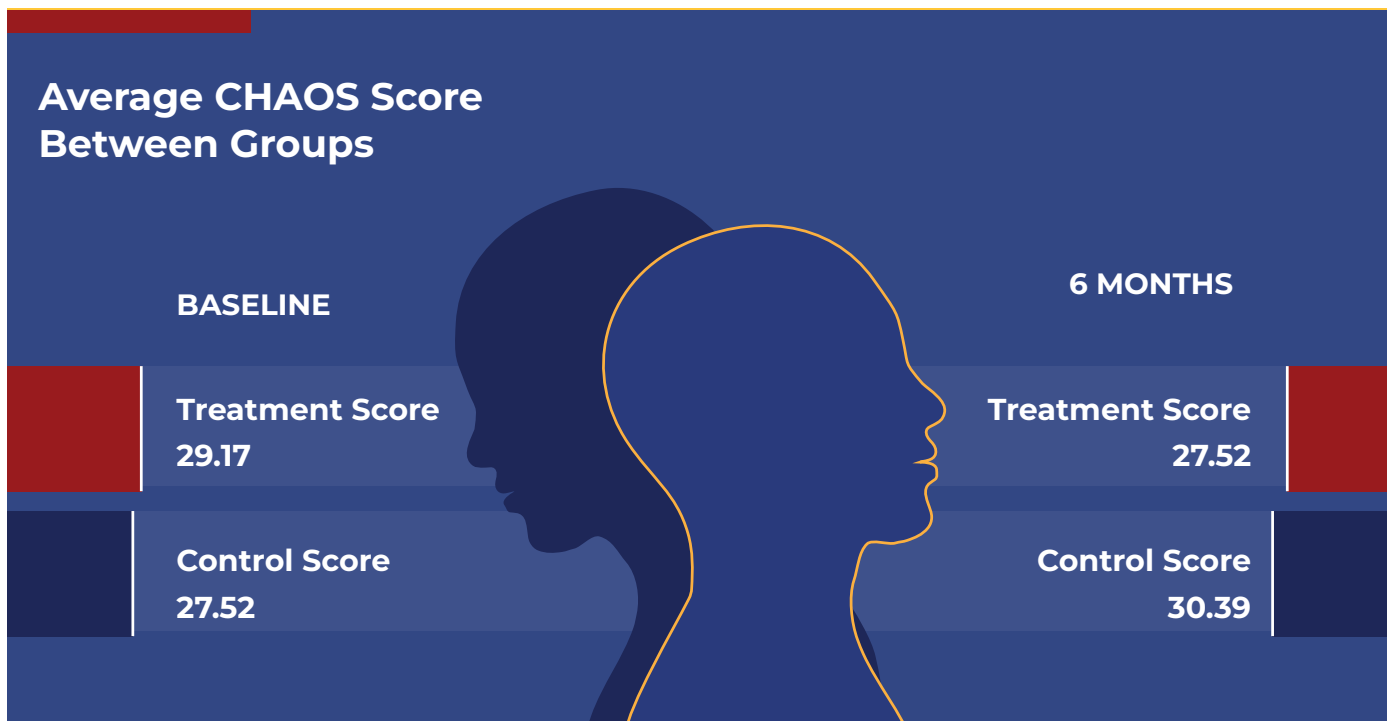 Average CHAOS Score
Between Groups
BASELINE
Treatment Score
29.17
Control Score
27.52
6 MONTHS
Treatment Score
27.52
Control Score
30.39